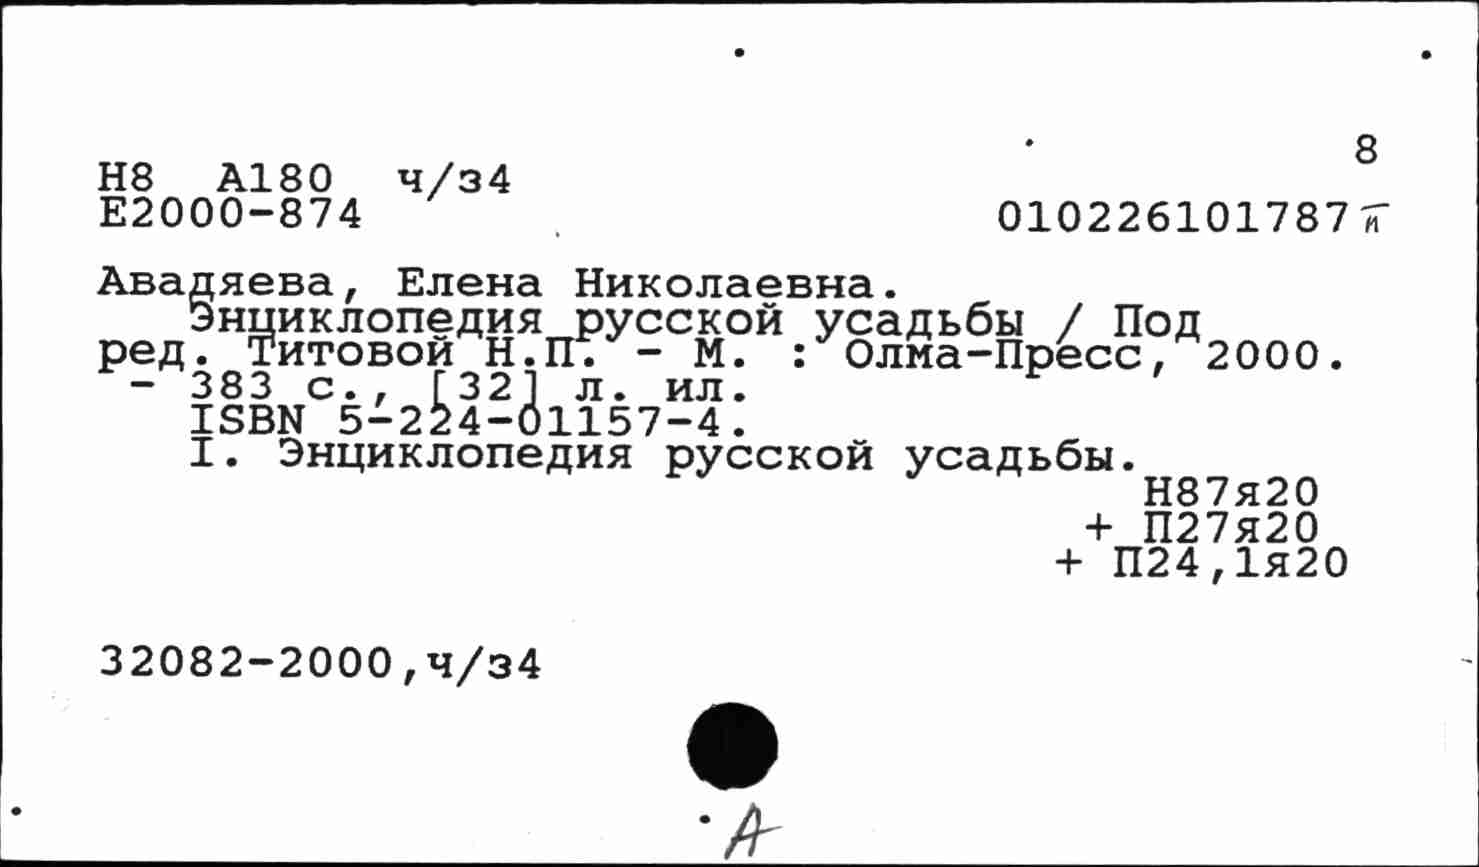 8
Н8 А180 ч/з4
Е2000-874 010226101787 и
Авадяева, Елена Николаевна.
Энциклопедия русской усадьбы / Под
ред. Титовой Н.П. - М. : Олма-Пресс, 2000.
- 383 с., [32] л. ил.
ISBN 5-224-01157-4.
I. Энциклопедия русской усадьбы.
Н87я20
+ П27я20
+ П24,1я20
32082-2000,ч/з4
А